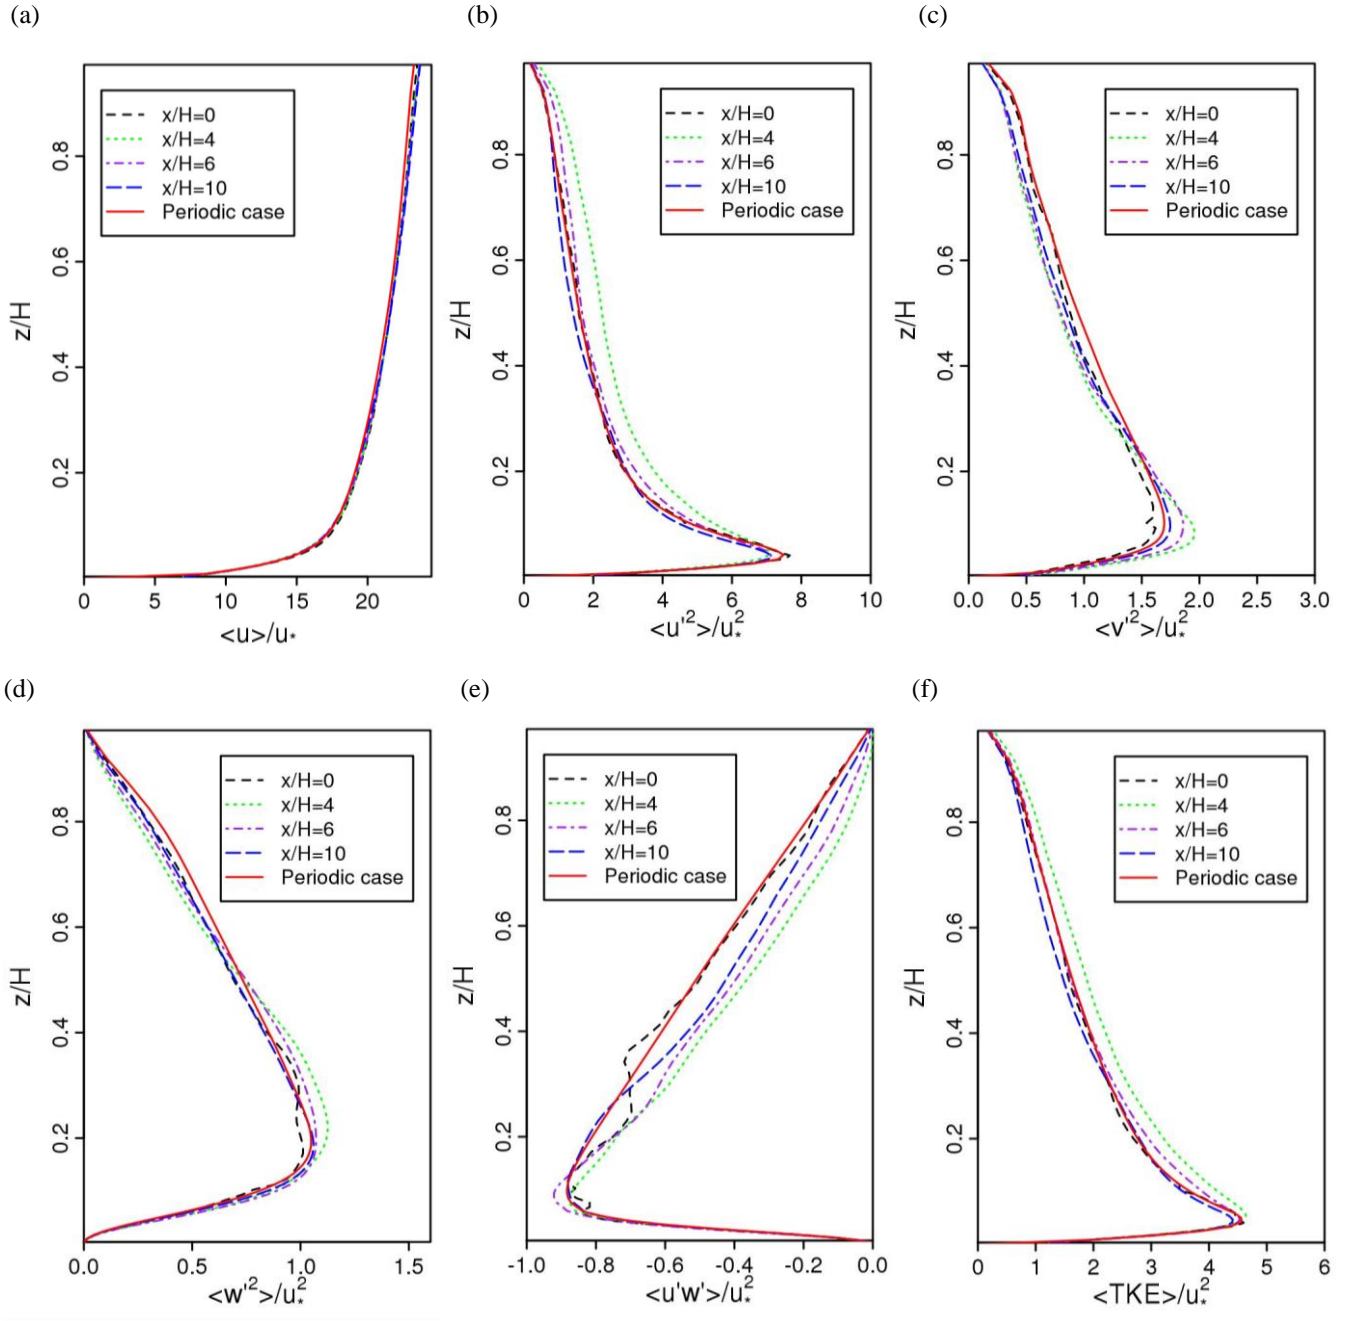 (a)
x/H=0
x/H=4
x/H=6
x/H=10
Periodic case
0.2 0.4 0.6 0.8
z/H
0 5 10 15 20
<u>/u*
(b)
x/H=0
x/H=4
x/H=6
x/H=10
Periodic case
0.2 0.4 0.6 0.8
z/H
0 2 4 6 8 10
<u'²>/u*²
(c)
x/H=0
x/H=4
x/H=6
x/H=10
Periodic case
0.2 0.4 0.6 0.8
z/H
0.0 0.5 1.0 1.5 2.0 2.5 3.0
<v'²>/u*²
(d)
x/H=0
x/H=4
x/H=6
x/H=10
Periodic case
0.2 0.4 0.6 0.8
z/H
0 0.5 1.0 1.5
<w'²>/u*²
(e)
x/H=0
x/H=4
x/H=6
x/H=10
Periodic case
0.2 0.4 0.6 0.8
z/H
-1.0 -0.8 -0.6 -0.4 -0.2 0.0
<u'w'>/u*²
(f)
x/H=0
x/H=4
x/H=6
x/H=10
Periodic case
0.2 0.4 0.6 0.8
z/H
0 1 2 3 4 5 6
<TKE>/u*²